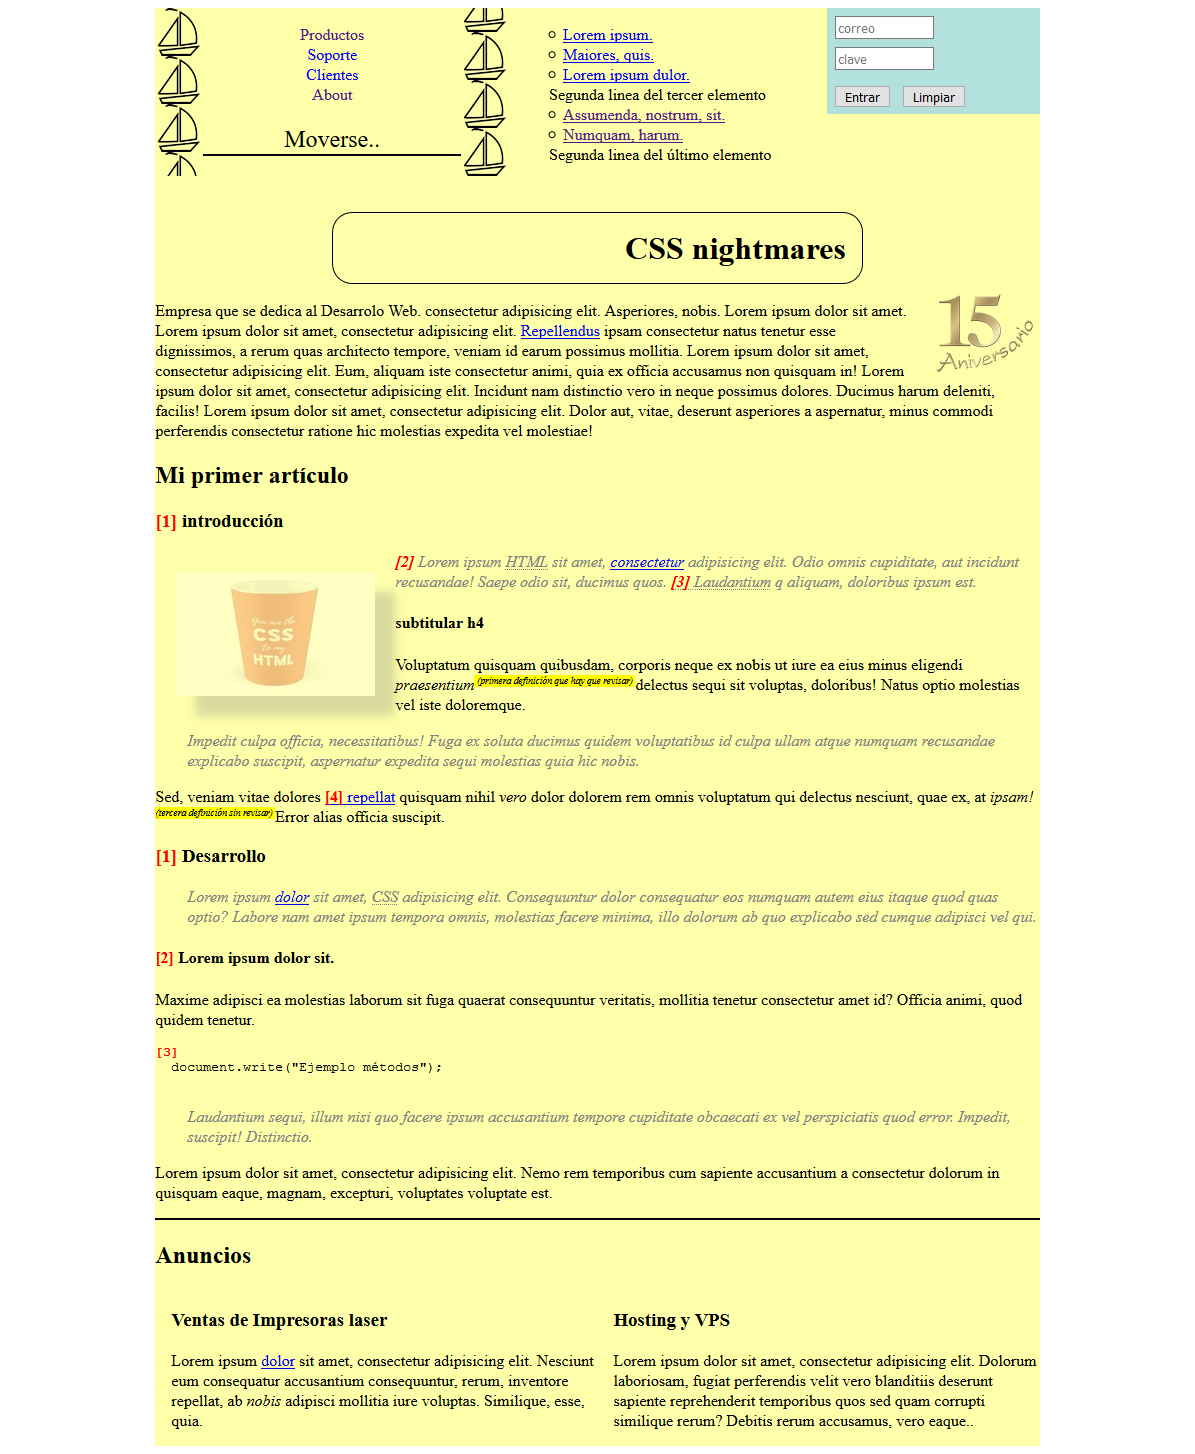 Productos
Soporte
Clientes
About
Moverse..
Lorem ipsum.
Maiores, quis.
Lorem ipsum dulor.
Segunda linea del tercer elemento
Assumenda, nostrum, sit.
Numquam, harum.
Segunda linea del último elemento
correo
clave
Entrar Limpiar
CSS nightmares
15
Aniversario
Empresa que se dedica al Desarrolo Web. consectetur adipisicing elit. Asperiores, nobis. Lorem ipsum dolor sit amet.
Lorem ipsum dolor sit amet, consectetur adipisicing elit. Repellendus ipsam consectetur natus tenetur esse
dignissimos, a rerum quas architecto tempore, veniam id earum possimus mollitia. Lorem ipsum dolor sit amet,
consectetur adipisicing elit. Eum, aliquam iste consectetur animi, quia ex officia accusamus non quisquam in! Lorem
ipsum dolor sit amet, consectetur adipisicing elit. Incidunt nam distinctio vero in neque possimus dolores. Ducimus harum deleniti,
facilis! Lorem ipsum dolor sit amet, consectetur adipisicing elit. Dolor aut, vitae, deserunt asperiores a aspernatur, minus commodi
perferendis consectetur ratione hic molestias expedita vel molestiae!
Mi primer artículo
[1] introducción
You are the
CSS
to my
HTML
[2] Lorem ipsum HTML sit amet, consectetur adipisicing elit. Odio omnis cupiditate, aut incidunt
recusandae! Saepe odio sit, ducimus quos. [3] Laudantium q aliquam, doloribus ipsum est.
subtitular h4
Voluptatum quisquam quibusdam, corporis neque ex nobis ut iure ea eius minus eligendi
praesentium (primera definición que hay que revisar) delectus sequi sit voluptas, doloribus! Natus optio molestias
vel iste doloremque.
Impedit culpa officia, necessitatibus! Fuga ex soluta ducimus quidem voluptatibus id culpa ullam atque numquam recusandae
explicabo suscipit, aspernatur expedita sequi molestias quia hic nobis.
Sed, veniam vitae dolores [4] repellat quisquam nihil vero dolor dolorem rem omnis voluptatum qui delectus nesciunt, quae ex, at ipsam!
(tercera definición sin revisar) Error alias officia suscipit.
[1] Desarrollo
Lorem ipsum dolor sit amet, CSS adipisicing elit. Consequuntur dolor consequatur eos numquam autem eius itaque quod quas
optio? Labore nam amet ipsum tempora omnis, molestias facere minima, illo dolorum ab quo explicabo sed cumque adipisci vel qui.
[2] Lorem ipsum dolor sit.
Maxime adipisci ea molestias laborum sit fuga quaerat consequuntur veritatis, mollitia tenetur consectetur amet id? Officia animi, quod
quidem tenetur.
[3]
document.write("Ejemplo métodos");
Laudantium sequi, illum nisi quo facere ipsum accusantium tempore cupiditate obcaecati ex vel perspiciatis quod error. Impedit,
suscipit! Distinctio.
Lorem ipsum dolor sit amet, consectetur adipisicing elit. Nemo rem temporibus cum sapiente accusantium a consectetur dolorum in
quisquam eaque, magnam, excepturi, voluptates voluptate est.
Anuncios
Ventas de Impresoras laser
Lorem ipsum dolor sit amet, consectetur adipisicing elit. Nesciunt
eum consequatur accusantium consequuntur, rerum, inventore
repellat, ab nobis adipisci mollitia iure voluptas. Similique, esse,
quia.
Hosting y VPS
Lorem ipsum dolor sit amet, consectetur adipisicing elit. Dolorum
laboriosam, fugiat perferendis velit vero blanditiis deserunt
sapiente reprehenderit temporibus quos sed quam corrupti
similique rerum? Debitis rerum accusamus, vero eaque..